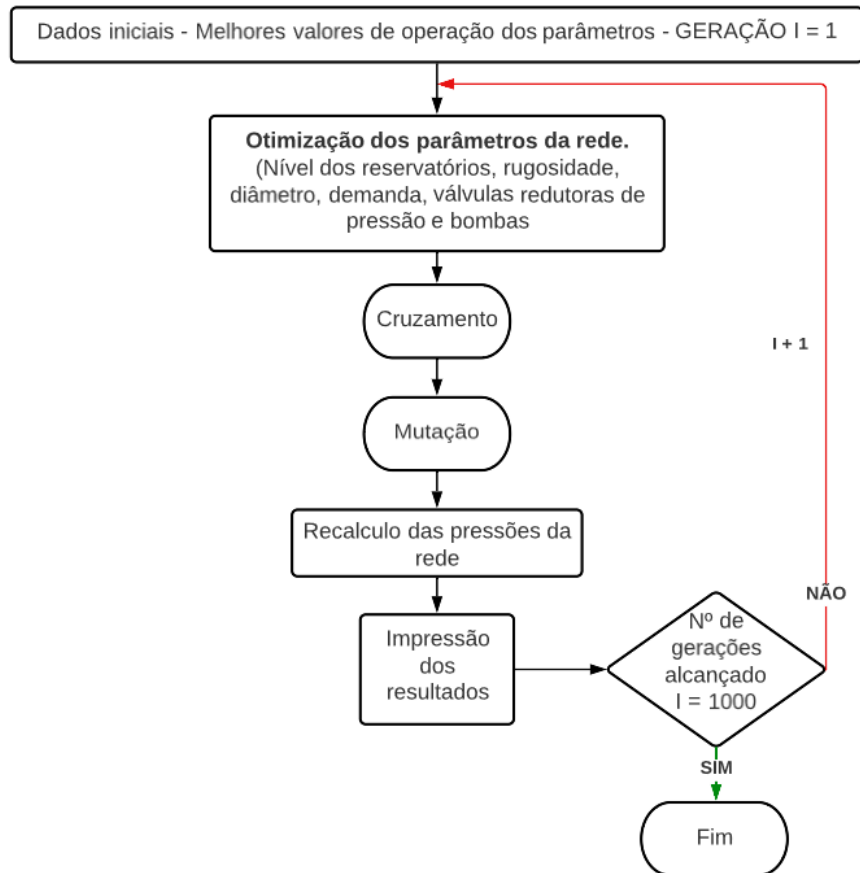 Dados iniciais - Melhores valores de operação dos parâmetros - GERAÇÃO I = 1
Otimização dos parâmetros da rede.
(Nível dos reservatórios, rugosidade,
diâmetro, demanda, válvulas redutoras de
pressão e bombas
Cruzamento
I + 1
Mutação
Recalculo das pressões da
rede
Impressão
dos
resultados
NÃO
Nº de
gerações
alcançado
I = 1000
SIM
Fim